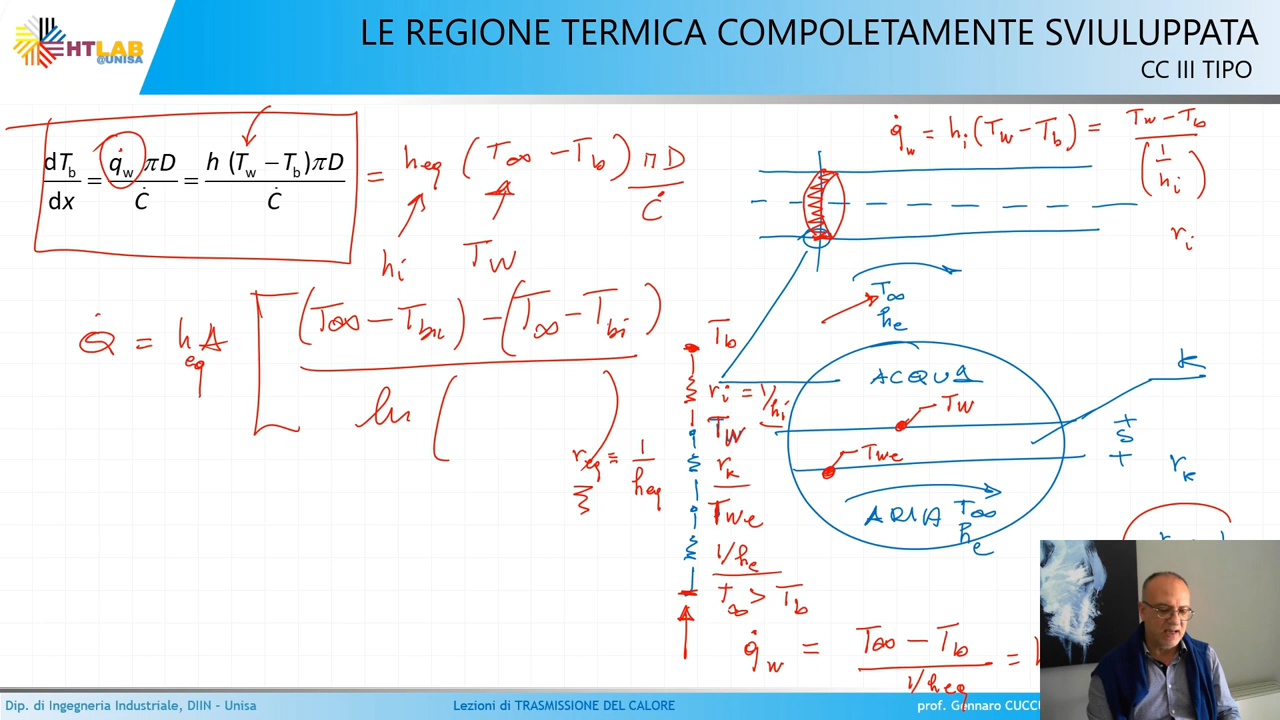 HTLAB
@UNISA
LE REGIONE TERMICA COMPOLETAMENTE SVIULUPPATA
CC III TIPO
dT_b/dx = q̇_w πD/Ċ = h (T_w − T_b)πD/Ċ = h_eq (T∞ − T_b) πD/Ċ
h_i T_W
q̇_w = h_i (T_w − T_b) = T_w − T_b / (1/h_i)
r_i
Q̇ = h_eq A [ (T∞ − T_bu) − (T∞ − T_bi) / ln ( )
r_eq = 1/h_eq
T_b
r_i = 1/h_i
T_W
r_k
T_we
1/h_e
T∞ > T_b
T∞
h_e
ACQUA
T_W
T_we
ARIA T∞
h_e
k
s
r_k
q̇_w = T∞ − T_b / 1/h_eq =
Dip. di Ingegneria Industriale, DIIN - Unisa
Lezioni di TRASMISSIONE DEL CALORE
prof. Gennaro CUCCU